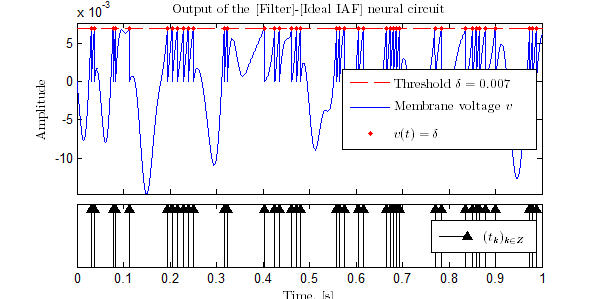 Output of the [Filter]-[Ideal IAF] neural circuit
x 10⁻³
5
0
-5
-10
Amplitude
Threshold δ = 0.007
Membrane voltage v
v(t) = δ
(tₖ)ₖ∈Z
0 0.1 0.2 0.3 0.4 0.5 0.6 0.7 0.8 0.9 1
Time, [s]